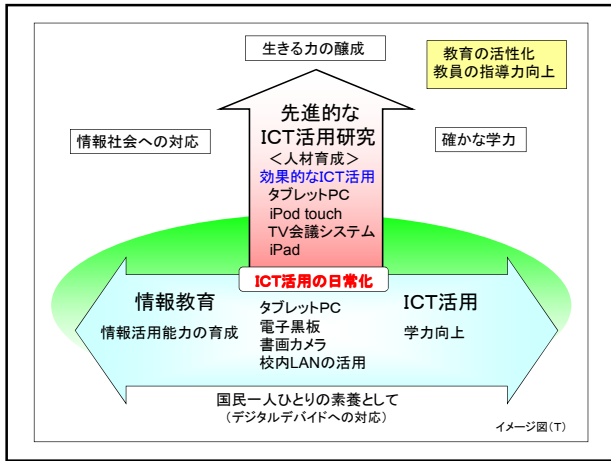 生きる力の醸成
教育の活性化
教員の指導力向上
先進的な
ICT活用研究
＜人材育成＞
効果的なICT活用
タブレットPC
iPod touch
TV会議システム
iPad
情報社会への対応
確かな学力
ICT活用の日常化
情報教育
情報活用能力の育成
タブレットPC
電子黒板
書画カメラ
校内LANの活用
ICT活用
学力向上
国民一人ひとりの素養として
（デジタルデバイドへの対応）
イメージ図（T）